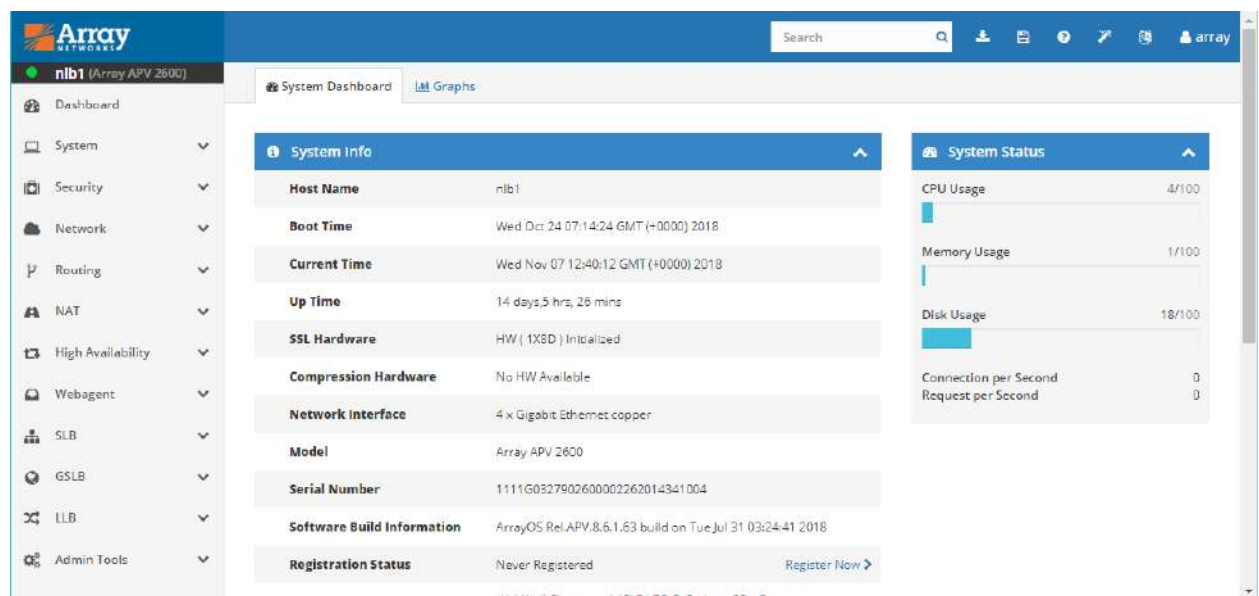 Array
NETWORKS
Search
array
nlb1 (Array APV 2600)
System Dashboard
Graphs
Dashboard
System
Security
Network
Routing
NAT
High Availability
Webagent
SLB
GSLB
LLB
Admin Tools
System Info
Host Name nlb1
Boot Time Wed Oct 24 07:14:24 GMT (+0000) 2018
Current Time Wed Nov 07 12:40:12 GMT (+0000) 2018
Up Time 14 days,5 hrs, 26 mins
SSL Hardware HW ( 1X8D ) Initialized
Compression Hardware No HW Available
Network Interface 4 x Gigabit Ethernet copper
Model Array APV 2600
Serial Number 1111G0327902600002262014341004
Software Build Information ArrayOS Rel.APV.8.6.1.63 build on Tue Jul 31 03:24:41 2018
Registration Status Never Registered Register Now
System Status
CPU Usage 4/100
Memory Usage 1/100
Disk Usage 18/100
Connection per Second 0
Request per Second 0